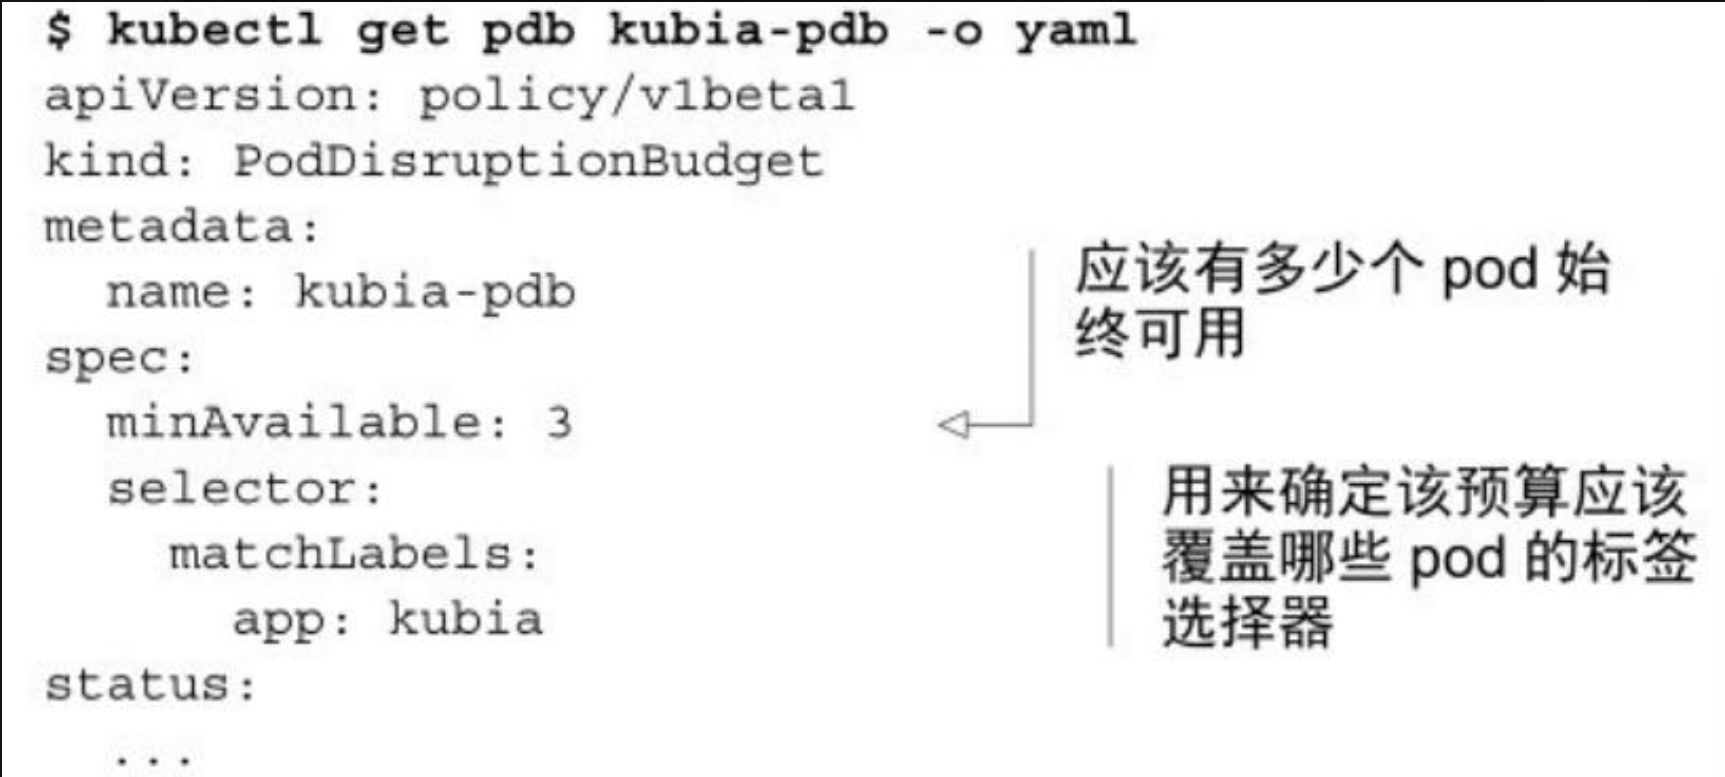 $ kubectl get pdb kubia-pdb -o yaml
apiVersion: policy/v1beta1
kind: PodDisruptionBudget
metadata:
  name: kubia-pdb
spec:
  minAvailable: 3
  selector:
    matchLabels:
      app: kubia
status:
  ...
应该有多少个 pod 始
终可用
用来确定该预算应该
覆盖哪些 pod 的标签
选择器